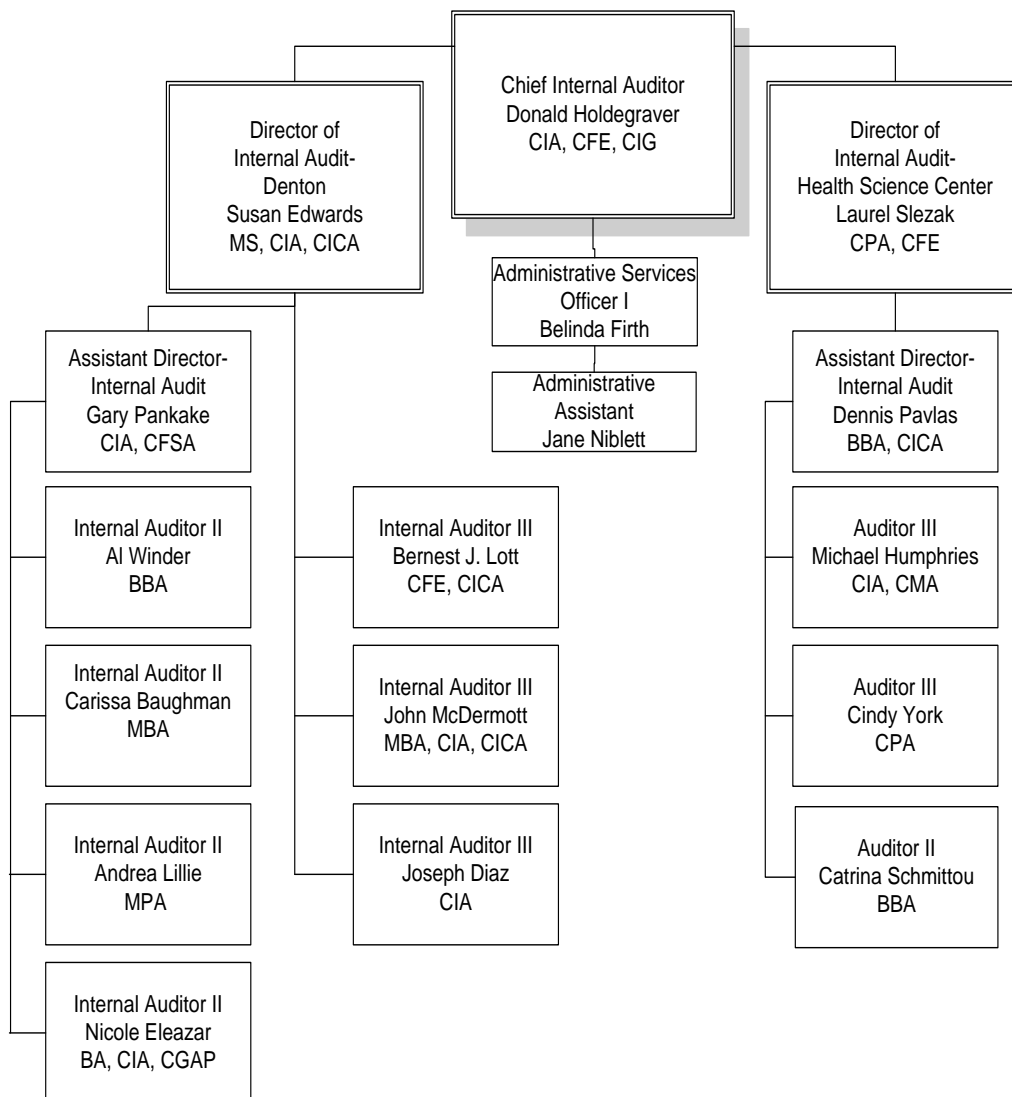 Chief Internal Auditor
Donald Holdegraver
CIA, CFE, CIG
Director of
Internal Audit-
Denton
Susan Edwards
MS, CIA, CICA
Director of
Internal Audit-
Health Science Center
Laurel Slezak
CPA, CFE
Administrative Services
Officer I
Belinda Firth
Administrative
Assistant
Jane Niblett
Assistant Director-
Internal Audit
Gary Pankake
CIA, CFSA
Internal Auditor II
Al Winder
BBA
Internal Auditor II
Carissa Baughman
MBA
Internal Auditor II
Andrea Lillie
MPA
Internal Auditor II
Nicole Eleazar
BA, CIA, CGAP
Internal Auditor III
Bernest J. Lott
CFE, CICA
Internal Auditor III
John McDermott
MBA, CIA, CICA
Internal Auditor III
Joseph Diaz
CIA
Assistant Director-
Internal Audit
Dennis Pavlas
BBA, CICA
Auditor III
Michael Humphries
CIA, CMA
Auditor III
Cindy York
CPA
Auditor II
Catrina Schmittou
BBA